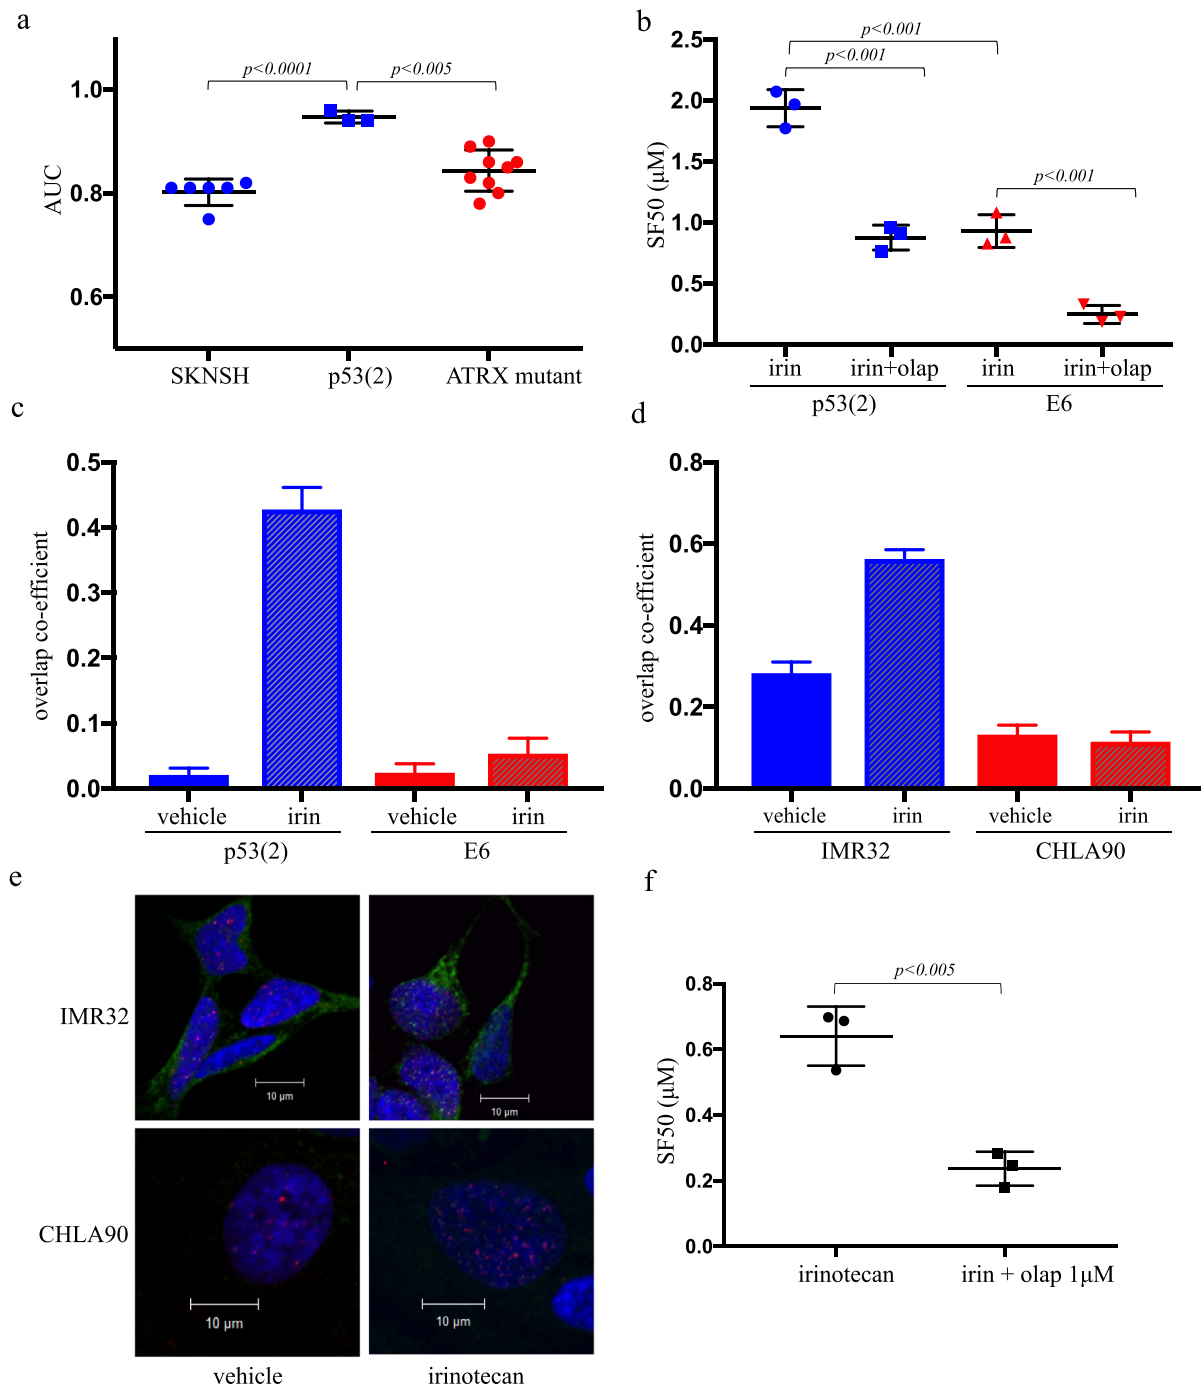 a
AUC
1.0
0.8
0.6
p<0.0001
p<0.005
SKNSH
p53(2)
ATRX mutant
b
SF50 (µM)
2.5
2.0
1.5
1.0
0.5
0.0
p<0.001
p<0.001
p<0.001
irin
irin+olap
irin
irin+olap
p53(2)
E6
c
overlap co-efficient
0.5
0.4
0.3
0.2
0.1
0.0
vehicle
irin
vehicle
irin
p53(2)
E6
d
overlap co-efficient
0.8
0.6
0.4
0.2
0.0
vehicle
irin
vehicle
irin
IMR32
CHLA90
e
IMR32
10 µm
10 µm
CHLA90
10 µm
10 µm
vehicle
irinotecan
f
SF50 (µM)
0.8
0.6
0.4
0.2
0.0
p<0.005
irinotecan
irin + olap 1µM